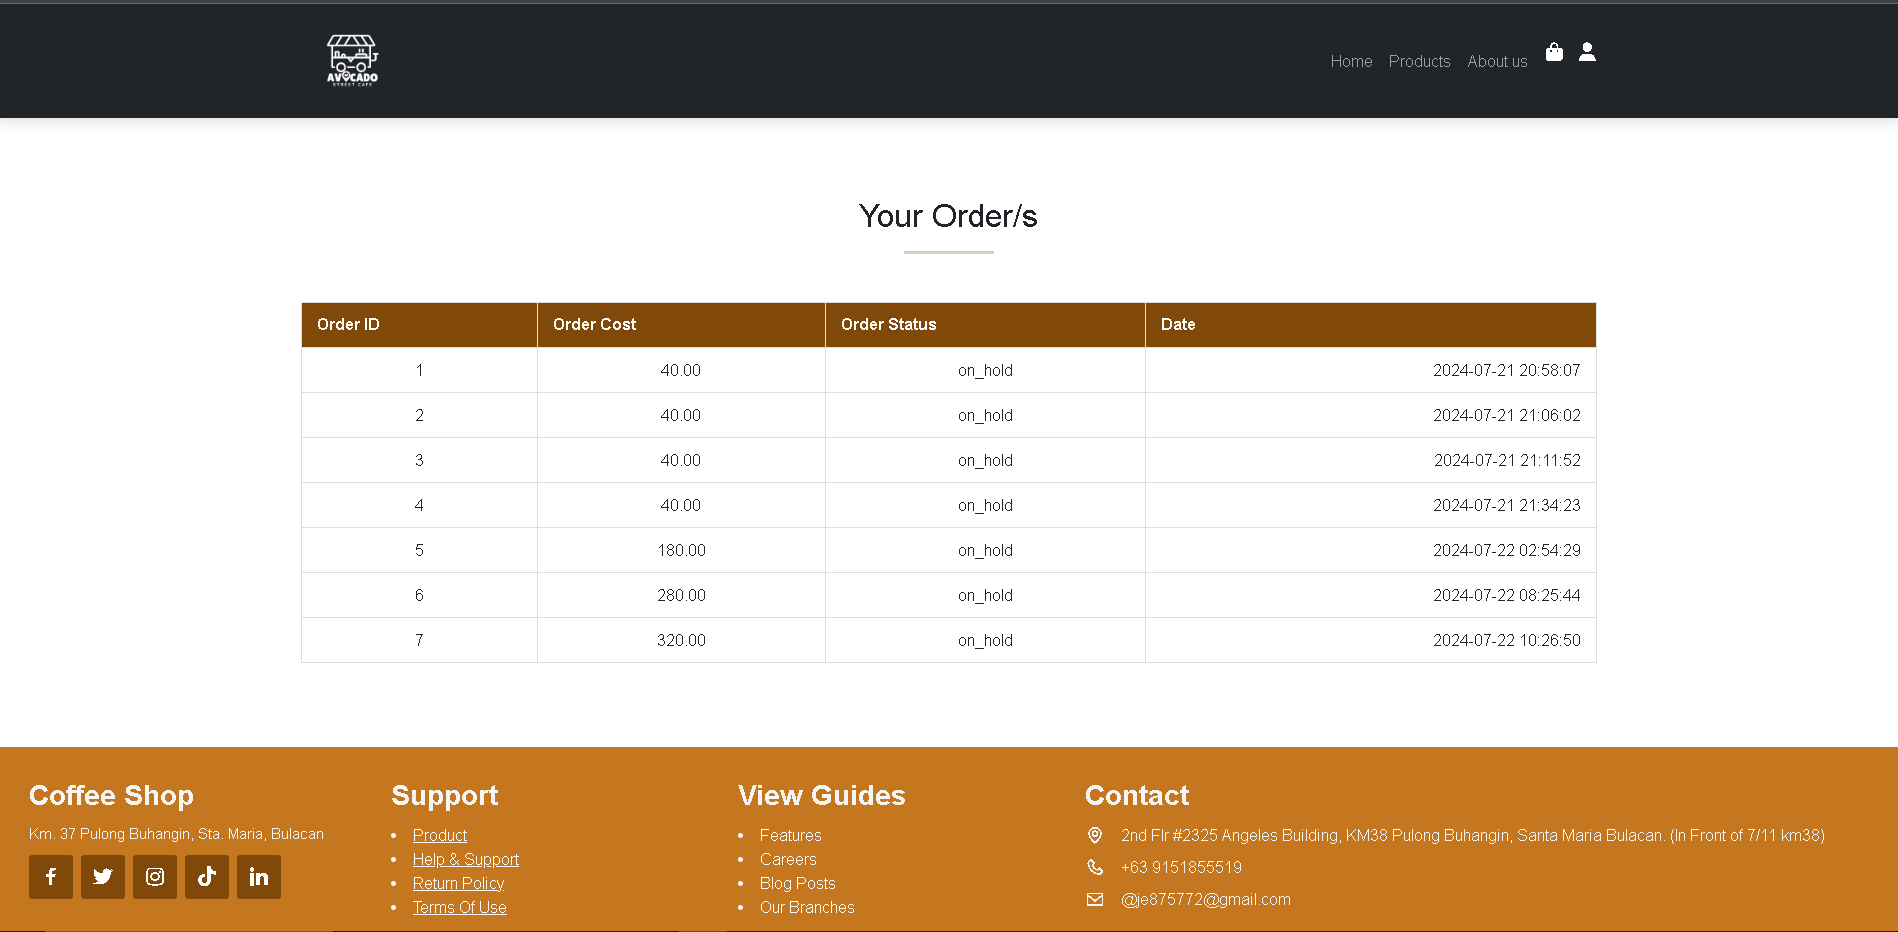 AVOCADO
STREET CAFE
Home Products About us
Your Order/s
Order ID Order Cost Order Status Date
1 40.00 on_hold 2024-07-21 20:58:07
2 40.00 on_hold 2024-07-21 21:06:02
3 40.00 on_hold 2024-07-21 21:11:52
4 40.00 on_hold 2024-07-21 21:34:23
5 180.00 on_hold 2024-07-22 02:54:29
6 280.00 on_hold 2024-07-22 08:25:44
7 320.00 on_hold 2024-07-22 10:26:50
Coffee Shop
Km. 37 Pulong Buhangin, Sta. Maria, Bulacan
Support
Product
Help & Support
Return Policy
Terms Of Use
View Guides
Features
Careers
Blog Posts
Our Branches
Contact
2nd Flr #2325 Angeles Building, KM38 Pulong Buhangin, Santa Maria Bulacan. (In Front of 7/11 km38)
+63 9151855519
@je875772@gmail.com